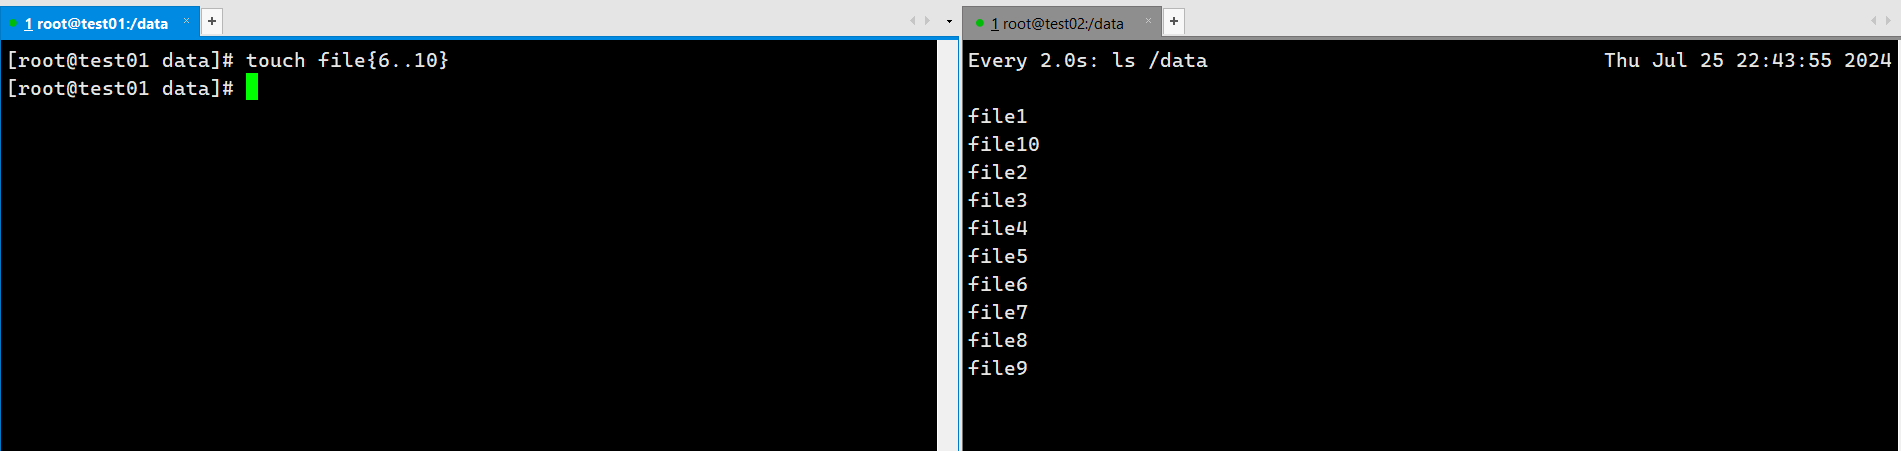 1 root@test01:/data × +
[root@test01 data]# touch file{6..10}
[root@test01 data]#
1 root@test02:/data × +
Every 2.0s: ls /data Thu Jul 25 22:43:55 2024
file1
file10
file2
file3
file4
file5
file6
file7
file8
file9